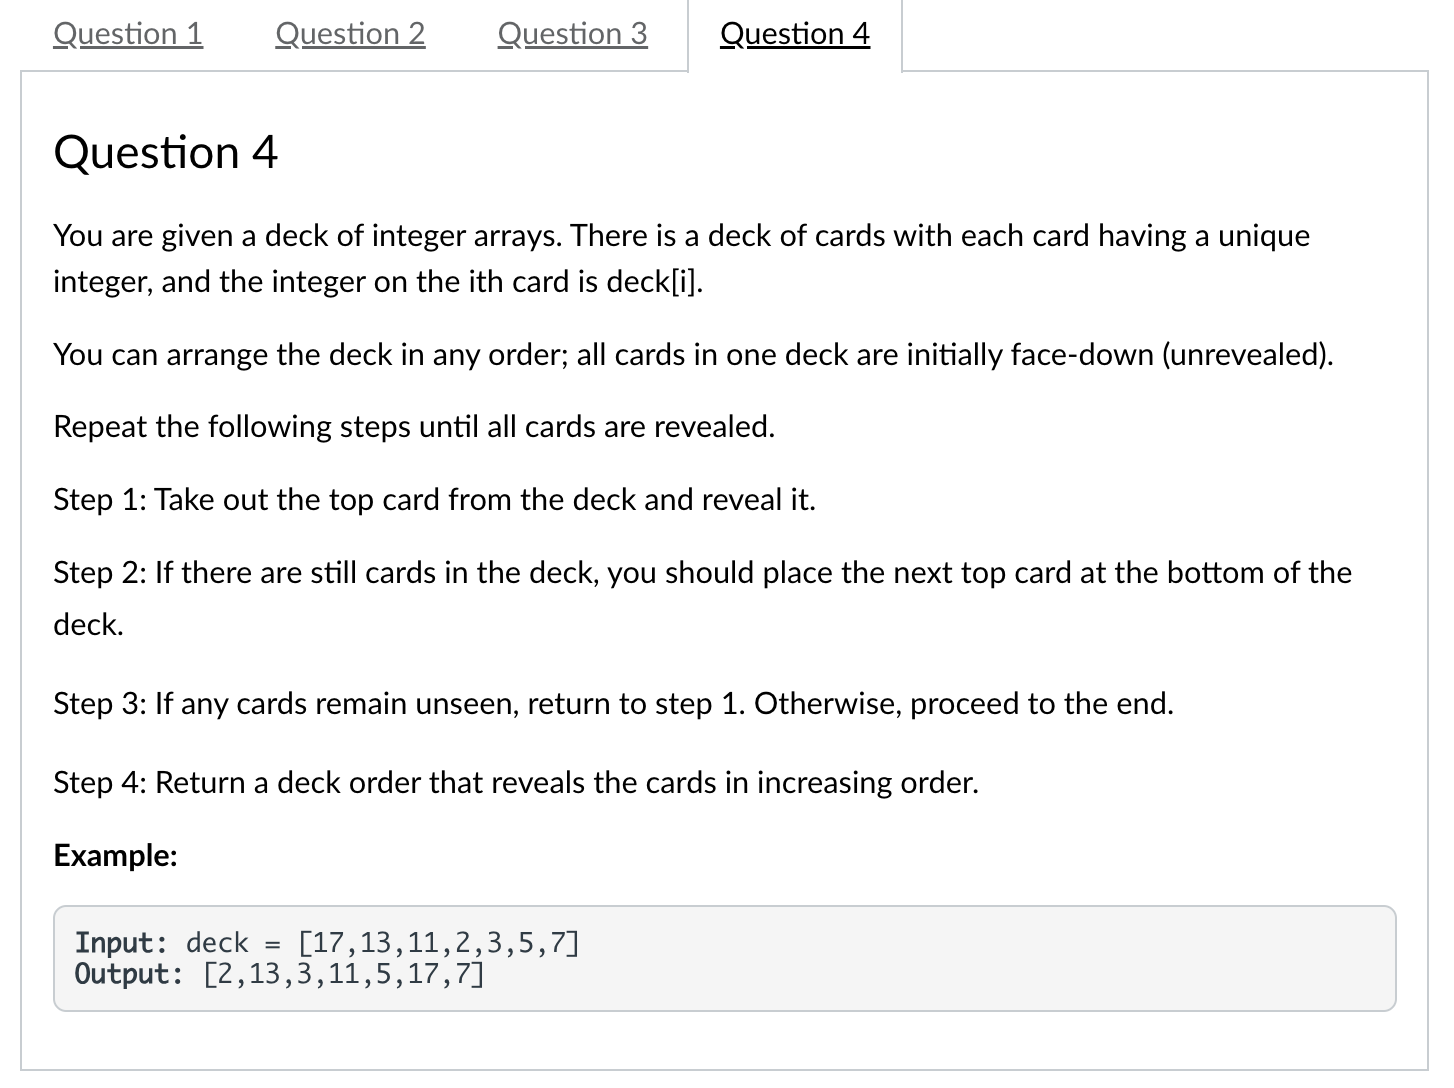 Question 1 Question 2 Question 3 Question 4
Question 4
You are given a deck of integer arrays. There is a deck of cards with each card having a unique
integer, and the integer on the ith card is deck[i].
You can arrange the deck in any order; all cards in one deck are initially face-down (unrevealed).
Repeat the following steps until all cards are revealed.
Step 1: Take out the top card from the deck and reveal it.
Step 2: If there are still cards in the deck, you should place the next top card at the bottom of the
deck.
Step 3: If any cards remain unseen, return to step 1. Otherwise, proceed to the end.
Step 4: Return a deck order that reveals the cards in increasing order.
Example:
Input: deck = [17,13,11,2,3,5,7]
Output: [2,13,3,11,5,17,7]